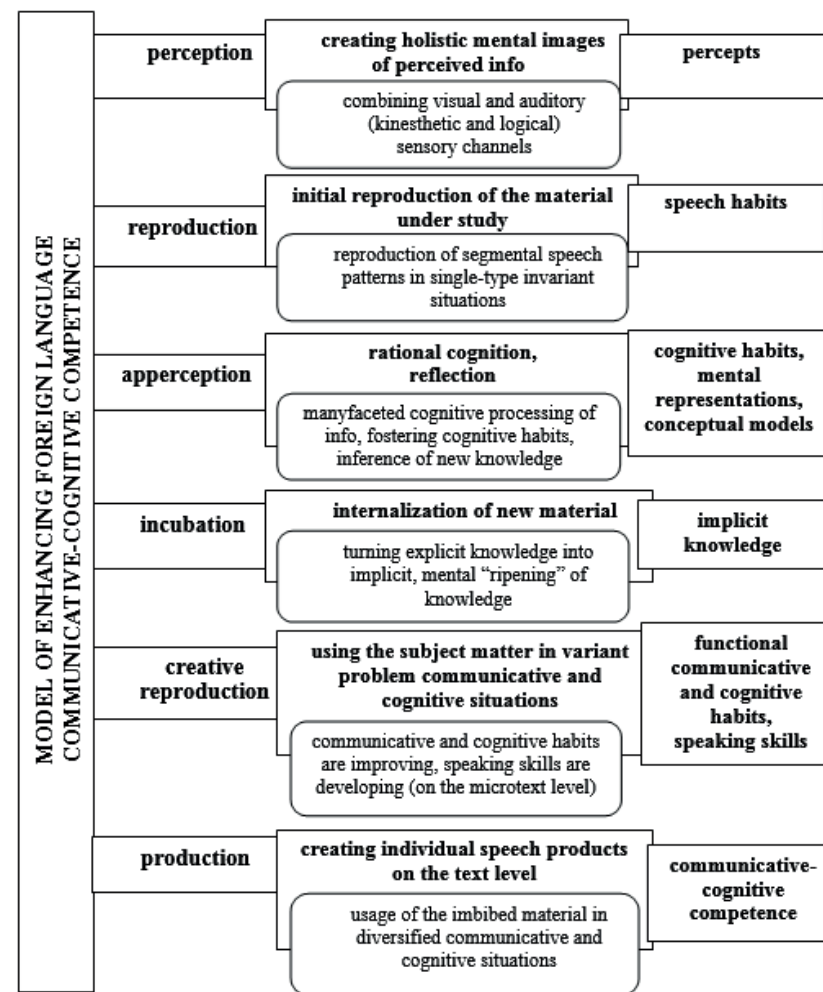 MODEL OF ENHANCING FOREIGN LANGUAGE
COMMUNICATIVE-COGNITIVE COMPETENCE
perception
creating holistic mental images
of perceived info
combining visual and auditory
(kinesthetic and logical)
sensory channels
percepts
reproduction
initial reproduction of the material
under study
reproduction of segmental speech
patterns in single-type invariant
situations
speech habits
apperception
rational cognition,
reflection
manyfaceted cognitive processing of
info, fostering cognitive habits,
inference of new knowledge
cognitive habits,
mental
representations,
conceptual models
incubation
internalization of new material
turning explicit knowledge into
implicit, mental “ripening” of
knowledge
implicit
knowledge
creative
reproduction
using the subject matter in variant
problem communicative and
cognitive situations
communicative and cognitive habits
are improving, speaking skills are
developing (on the microtext level)
functional
communicative
and cognitive
habits,
speaking skills
production
creating individual speech products
on the text level
usage of the imbibed material in
diversified communicative and
cognitive situations
communicative-
cognitive
competence